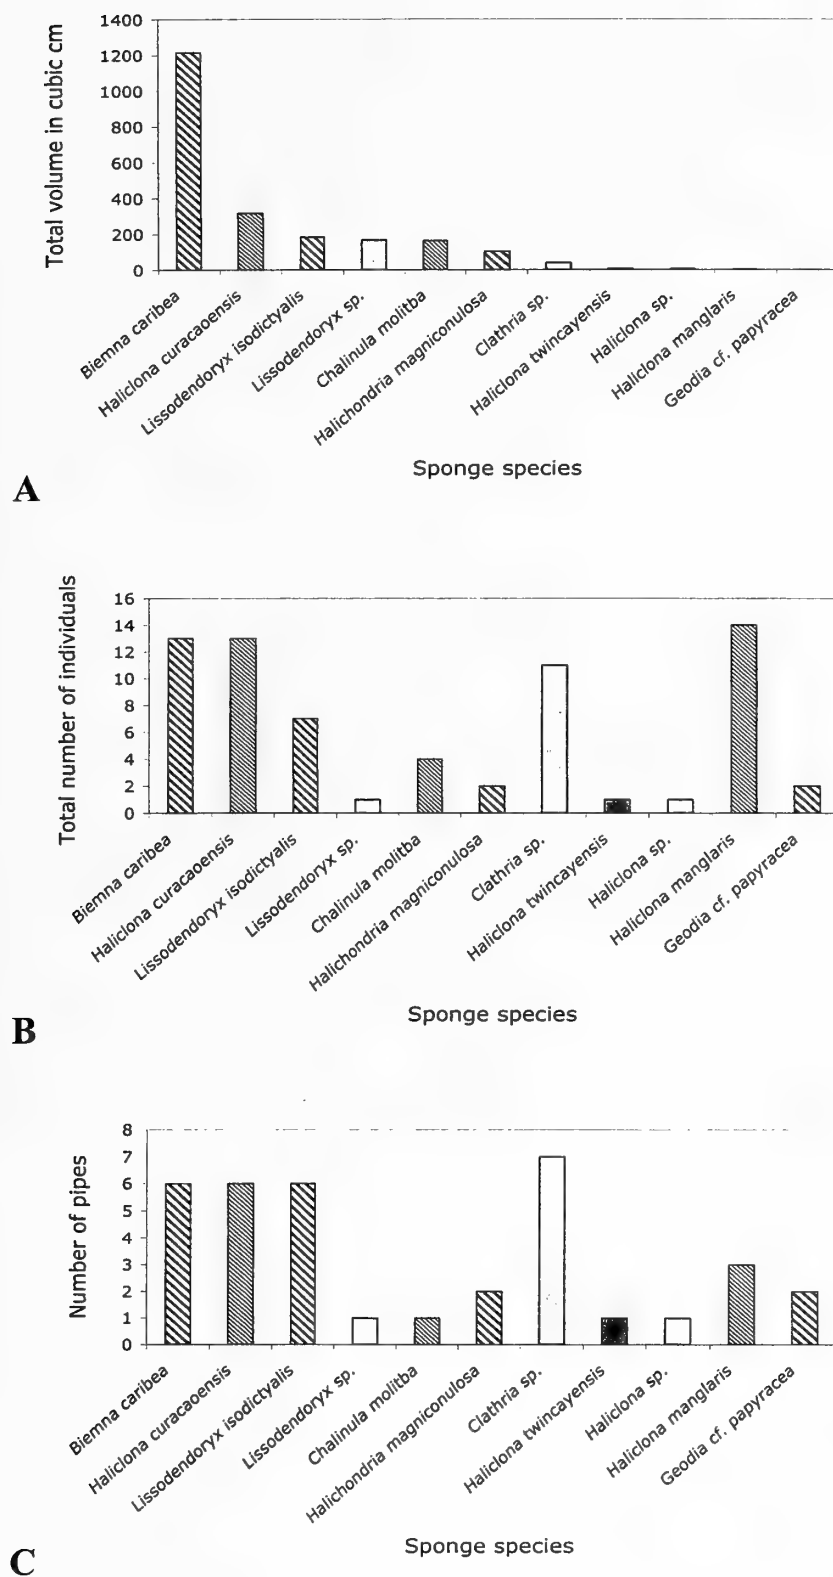 Total volume in cubic cm
1400
1200
1000
800
600
400
200
0
Biemna caribea
Haliclona curacaoensis
Lissodendoryx isodictyalis
Lissodendoryx sp.
Chalinula molitba
Halichondria magniconulosa
Clathria sp.
Haliclona twincayensis
Haliclona sp.
Haliclona manglaris
Geodia cf. papyracea
Sponge species
A
Total number of individuals
16
14
12
10
8
6
4
2
0
Biemna caribea
Haliclona curacaoensis
Lissodendoryx isodictyalis
Lissodendoryx sp.
Chalinula molitba
Halichondria magniconulosa
Clathria sp.
Haliclona twincayensis
Haliclona sp.
Haliclona manglaris
Geodia cf. papyracea
Sponge species
B
Number of pipes
8
7
6
5
4
3
2
1
0
Biemna caribea
Haliclona curacaoensis
Lissodendoryx isodictyalis
Lissodendoryx sp.
Chalinula molitba
Halichondria magniconulosa
Clathria sp.
Haliclona twincayensis
Haliclona sp.
Haliclona manglaris
Geodia cf. papyracea
Sponge species
C